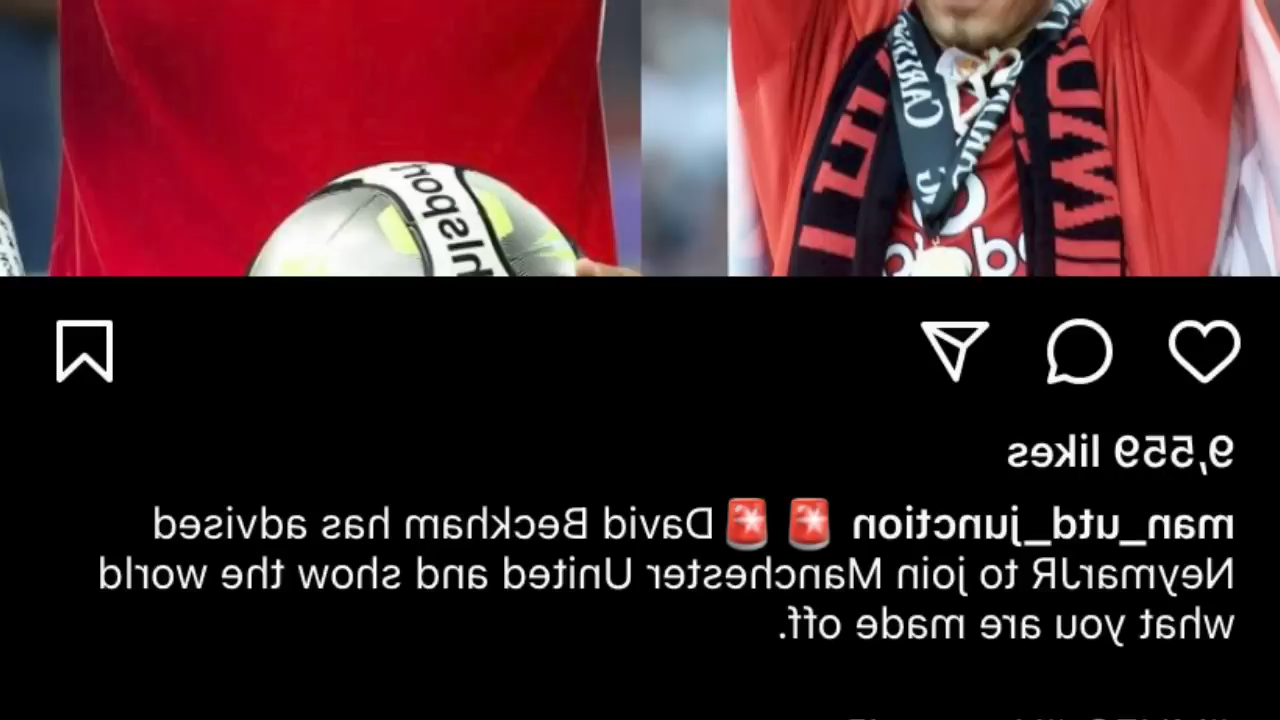 CARLING
9,559 likes
man_utd_junction 🚨 🚨 David Beckham has advised
NeymarJR to join Manchester United and show the world
what you are made off.